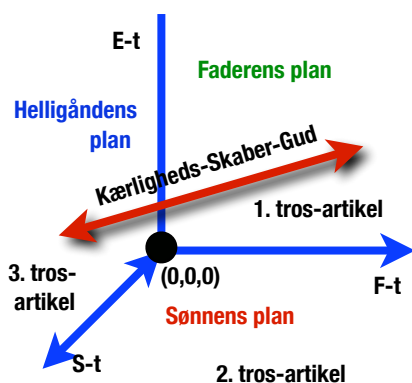 E-t
Faderens plan
Helligåndens
plan
Kærligheds-Skaber-Gud
1. tros-artikel
3. tros-
artikel
(0,0,0)
F-t
Sønnens plan
S-t
2. tros-artikel